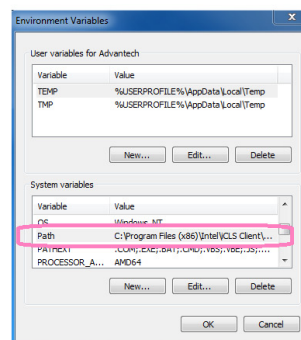 Environment Variables
x
User variables for Advantech
Variable Value
TEMP %USERPROFILE%\AppData\Local\Temp
TMP %USERPROFILE%\AppData\Local\Temp
New... Edit... Delete
System variables
Variable Value
OS Windows_NT
Path C:\Program Files (x86)\Intel\iCLS Client\,...
PATHEXT .COM;.EXE;.BAT;.CMD;.VBS;.VBE;.JS;....
PROCESSOR_A... AMD64
New... Edit... Delete
OK Cancel